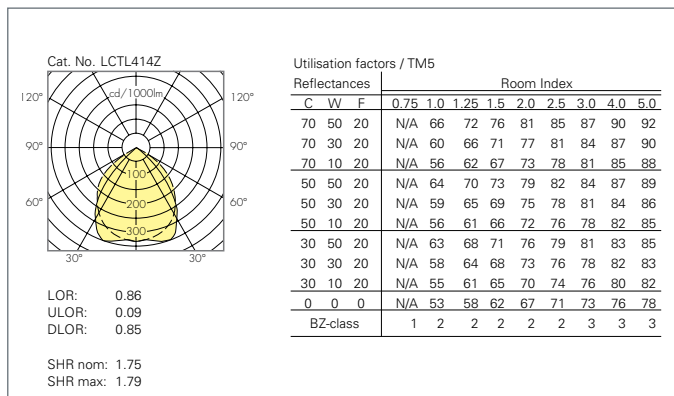 Cat. No. LCTL414Z
120°
120°
cd/1000lm
90°
90°
100
60°
60°
200
300
30°
30°
LOR: 0.86
ULOR: 0.09
DLOR: 0.85
SHR nom: 1.75
SHR max: 1.79
Utilisation factors / TM5
Reflectances Room Index
C W F 0.75 1.0 1.25 1.5 2.0 2.5 3.0 4.0 5.0
70 50 20 N/A 66 72 76 81 85 87 90 92
70 30 20 N/A 60 66 71 77 81 84 87 90
70 10 20 N/A 56 62 67 73 78 81 85 88
50 50 20 N/A 64 70 73 79 82 84 87 89
50 30 20 N/A 59 65 69 75 78 81 84 86
50 10 20 N/A 56 61 66 72 76 78 82 85
30 50 20 N/A 63 68 71 76 79 81 83 85
30 30 20 N/A 58 64 68 73 76 78 82 83
30 10 20 N/A 55 61 65 70 74 76 80 82
0 0 0 N/A 53 58 62 67 71 73 76 78
BZ-class 1 2 2 2 2 2 3 3 3